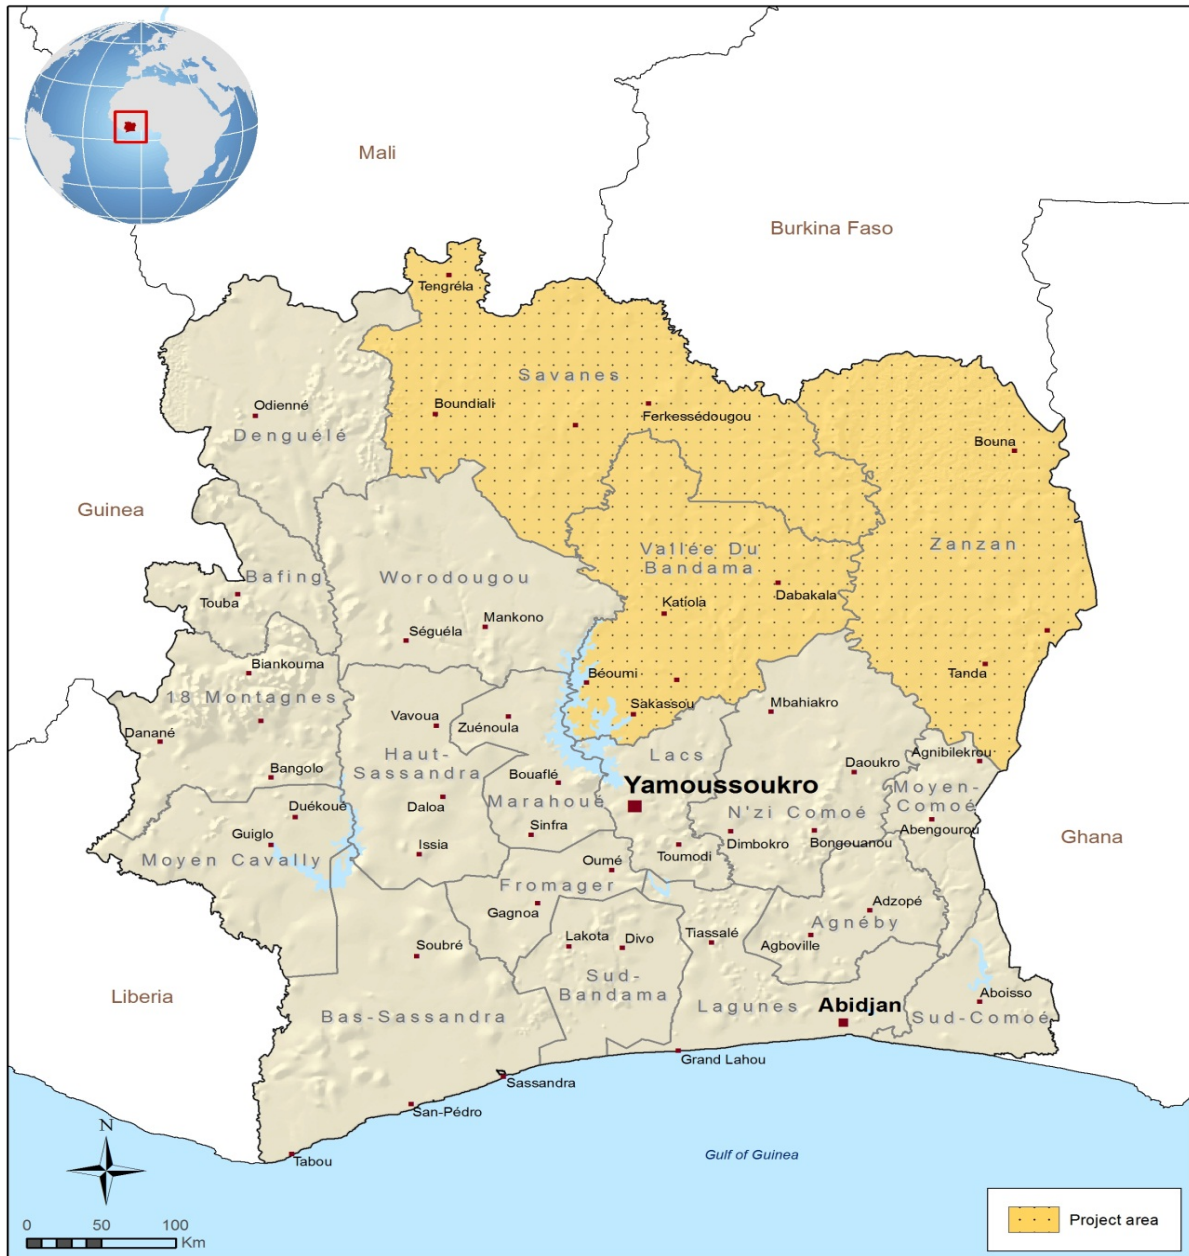 Mali
Burkina Faso
Tengréla
Savanes
Boundiali
Ferkessédougou
Odienné
Denguélé
Bouna
Guinea
Zanzan
Vallée Du
Bandama
Bafing
Worodougou
Touba
Dabakala
Katiola
Mankono
Séguéla
Biankouma
18 Montagnes
Béoumi
Tanda
Sakassou
Mbahiakro
Vavoua
Zuénoula
Danané
Haut-
Sassandra
Lacs
Agnibilekrou
Bangolo
Bouaflé
Daoukro
Yamoussoukro
Moyen-
Comoé
Marahoué
Daloa
Duékoué
N'zi Comoé
Sinfra
Abengourou
Guiglo
Dimbokro
Bongouanou
Ghana
Issia
Toumodi
Moyen Cavally
Oumé
Fromager
Adzopé
Gagnoa
Agnéby
Lakota
Divo
Tiassalé
Agboville
Soubré
Sud-
Bandama
Liberia
Aboisso
Bas-Sassandra
Lagunes
Abidjan
Sud-Comoé
Grand Lahou
Sassandra
San-Pédro
N
Tabou
Gulf of Guinea
0 50 100
Km
Project area